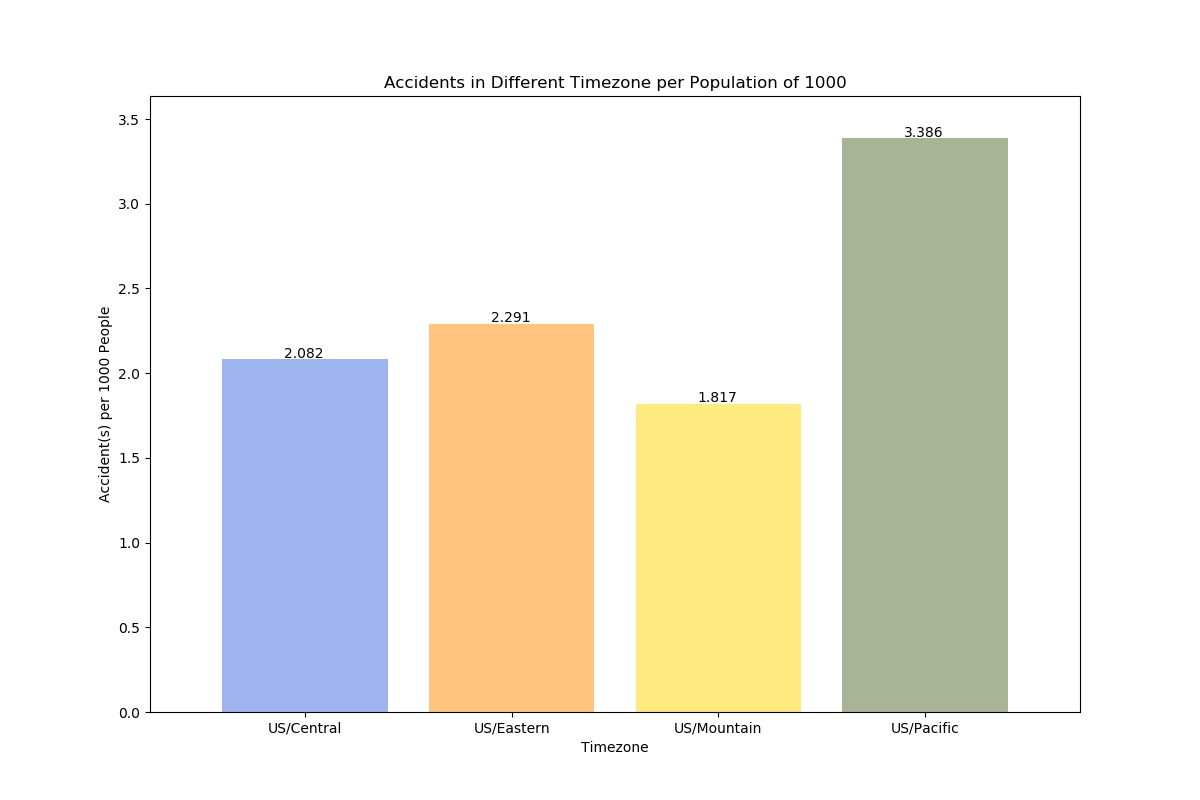 Accidents in Different Timezone per Population of 1000
Accident(s) per 1000 People
3.5
3.0
2.5
2.0
1.5
1.0
0.5
0.0
2.082
2.291
1.817
3.386
US/Central
US/Eastern
US/Mountain
US/Pacific
Timezone